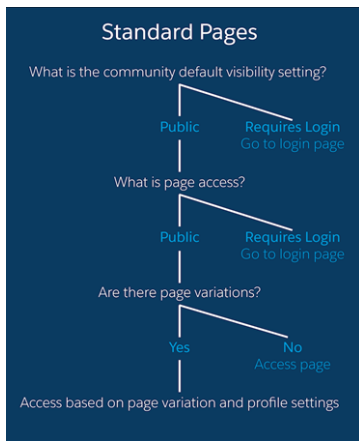 Standard Pages
What is the community default visibility setting?
Public
Requires Login
Go to login page
What is page access?
Public
Requires Login
Go to login page
Are there page variations?
Yes
No
Access page
Access based on page variation and profile settings